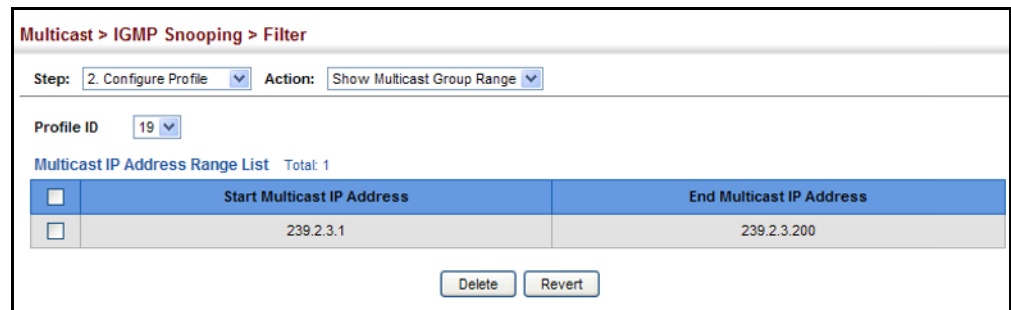 Multicast > IGMP Snooping > Filter
Step: 2. Configure Profile Action: Show Multicast Group Range
Profile ID 19
Multicast IP Address Range List Total: 1
Start Multicast IP Address End Multicast IP Address
239.2.3.1 239.2.3.200
Delete Revert